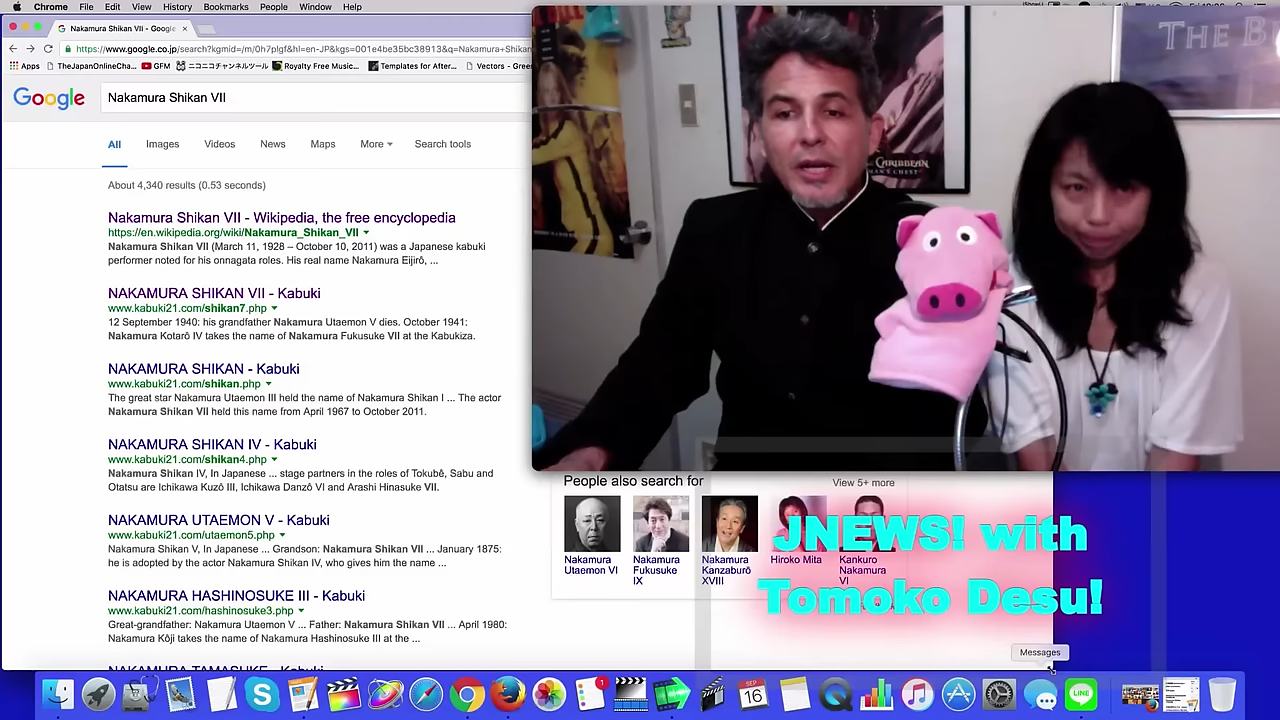 Chrome File Edit View History Bookmarks People Window Help
Nakamura Shikan VII - Google
https://www.google.co.jp/search?kgmid=/m/0h7plgf&hl=en-JP&kgs=001e4be35bc38913&q=Nakamura+Shikan
Apps TheJapanOnlineCha... GFM ニコニコチャンネルツール Royalty Free Music... Templates for After... Vectors - Gree
Google Nakamura Shikan VII
All Images Videos News Maps More Search tools
About 4,340 results (0.53 seconds)
Nakamura Shikan VII - Wikipedia, the free encyclopedia
https://en.wikipedia.org/wiki/Nakamura_Shikan_VII
Nakamura Shikan VII (March 11, 1928 – October 10, 2011) was a Japanese kabuki
performer noted for his onnagata roles. His real name Nakamura Eijirō, ...
NAKAMURA SHIKAN VII - Kabuki
www.kabuki21.com/shikan7.php
12 September 1940: his grandfather Nakamura Utaemon V dies. October 1941:
Nakamura Kotarô IV takes the name of Nakamura Fukusuke VII at the Kabukiza.
NAKAMURA SHIKAN - Kabuki
www.kabuki21.com/shikan.php
The great star Nakamura Utaemon III held the name of Nakamura Shikan I ... The actor
Nakamura Shikan VII held this name from April 1967 to October 2011.
NAKAMURA SHIKAN IV - Kabuki
www.kabuki21.com/shikan4.php
Nakamura Shikan IV, In Japanese ... stage partners in the roles of Tokubê, Sabu and
Otatsu are Ichikawa Kuzô III, Ichikawa Danzô VI and Arashi Hinasuke VII.
NAKAMURA UTAEMON V - Kabuki
www.kabuki21.com/utaemon5.php
Nakamura Shikan V, In Japanese ... Grandson: Nakamura Shikan VII ... January 1875:
he is adopted by the actor Nakamura Shikan IV, who gives him the name ...
NAKAMURA HASHINOSUKE III - Kabuki
www.kabuki21.com/hashinosuke3.php
Great-grandfather: Nakamura Utaemon V ... Father: Nakamura Shikan VII ... April 1980:
Nakamura Kôji takes the name of Nakamura Hashinosuke III at the ...
NAKAMURA TAMASUKE - Kabuki
CARIBBEAN
MAN'S CHEST
THE B
People also search for View 5+ more
Nakamura Utaemon VI
Nakamura Fukusuke IX
Nakamura Kanzaburō XVIII
Hiroko Mita
Kankuro Nakamura VI
JNEWS! with
Tomoko Desu!
Messages
1
SEP
16
LINE